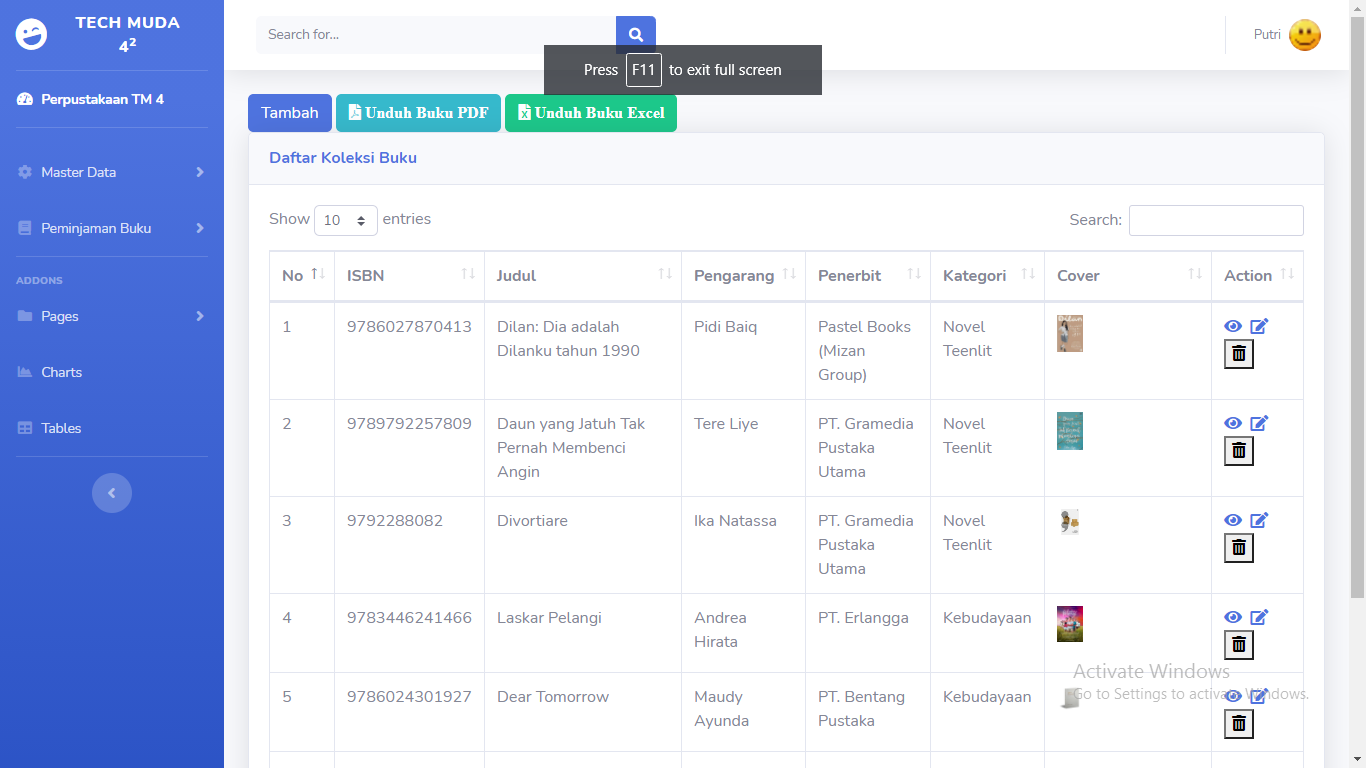 TECH MUDA
4²
Search for...
Putri
Press F11 to exit full screen
Perpustakaan TM 4
Master Data
Peminjaman Buku
ADDONS
Pages
Charts
Tables
Tambah Unduh Buku PDF Unduh Buku Excel
Daftar Koleksi Buku
Show 10 entries Search:
No ISBN Judul Pengarang Penerbit Kategori Cover Action
1 9786027870413 Dilan: Dia adalah Pidi Baiq Pastel Books Novel
Dilanku tahun 1990 (Mizan Teenlit
Group)
2 9789792257809 Daun yang Jatuh Tak Tere Liye PT. Gramedia Novel
Pernah Membenci Pustaka Teenlit
Angin Utama
3 9792288082 Divortiare Ika Natassa PT. Gramedia Novel
Pustaka Teenlit
Utama
4 9783446241466 Laskar Pelangi Andrea PT. Erlangga Kebudayaan
Hirata
5 9786024301927 Dear Tomorrow Maudy PT. Bentang Kebudayaan
Ayunda Pustaka
Activate Windows
Go to Settings to activate Windows.